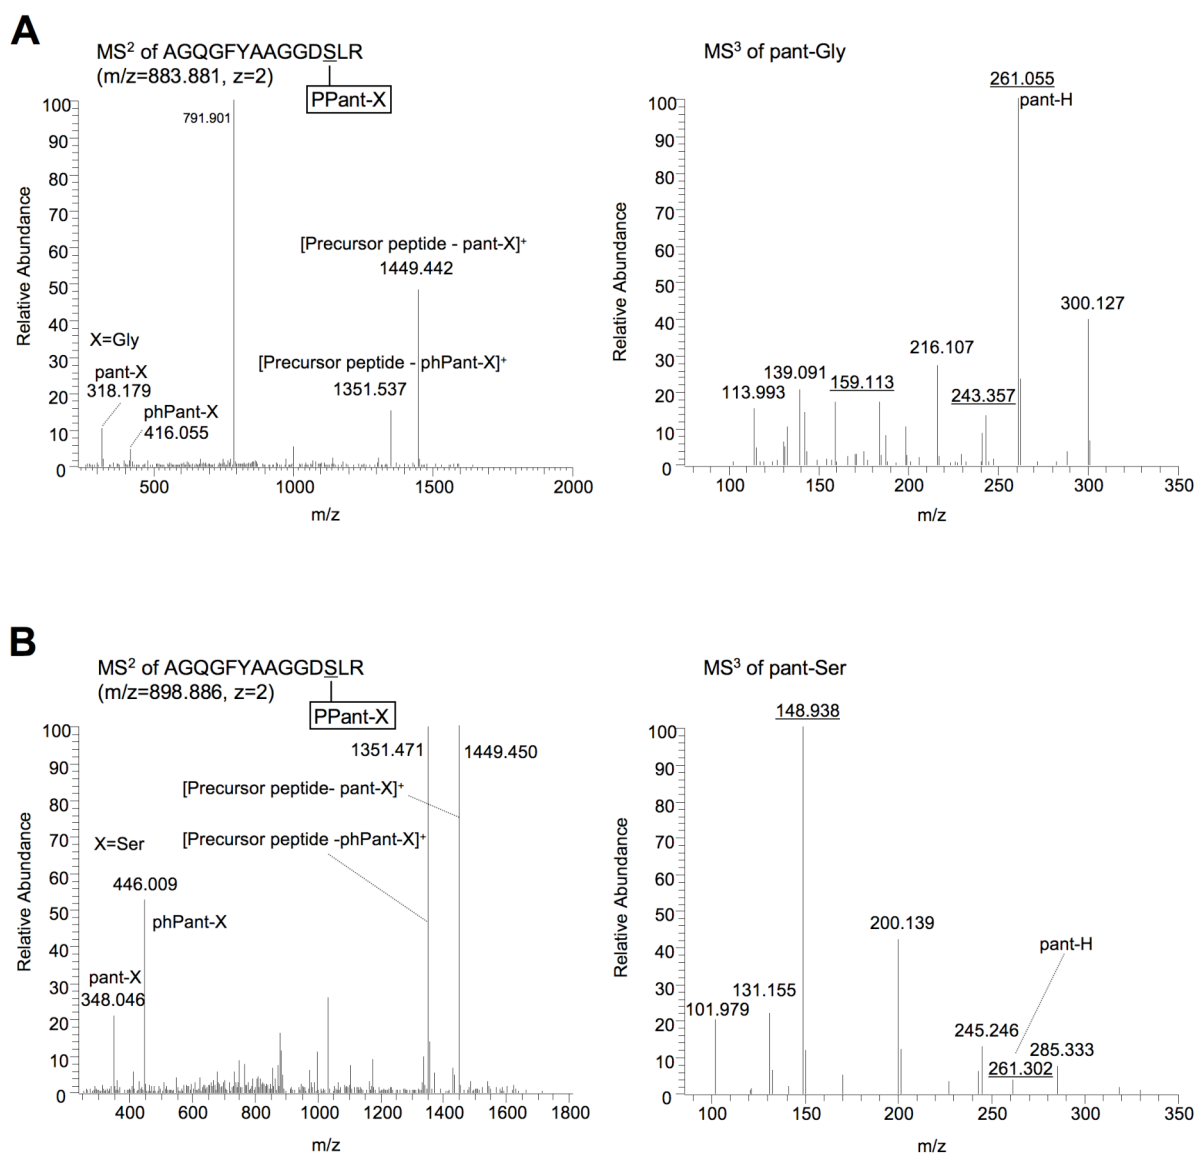 A
MS² of AGQGFYAAGGDSLR
(m/z=883.881, z=2)
PPant-X
100
90
80
70
60
50
40
30
20
10
0
Relative Abundance
791.901
[Precursor peptide - pant-X]⁺
1449.442
X=Gly
[Precursor peptide - phPant-X]⁺
pant-X
318.179
1351.537
phPant-X
416.055
500 1000 1500 2000
m/z
MS³ of pant-Gly
100
90
80
70
60
50
40
30
20
10
0
Relative Abundance
261.055
pant-H
300.127
216.107
139.091
159.113
113.993
243.357
100 150 200 250 300 350
m/z
B
MS² of AGQGFYAAGGDSLR
(m/z=898.886, z=2)
PPant-X
100
90
80
70
60
50
40
30
20
10
0
Relative Abundance
1351.471 1449.450
[Precursor peptide- pant-X]⁺
X=Ser
[Precursor peptide -phPant-X]⁺
446.009
phPant-X
pant-X
348.046
400 600 800 1000 1200 1400 1600 1800
m/z
MS³ of pant-Ser
100
90
80
70
60
50
40
30
20
10
0
Relative Abundance
148.938
200.139
pant-H
131.155
101.979
245.246
285.333
261.302
100 150 200 250 300 350
m/z